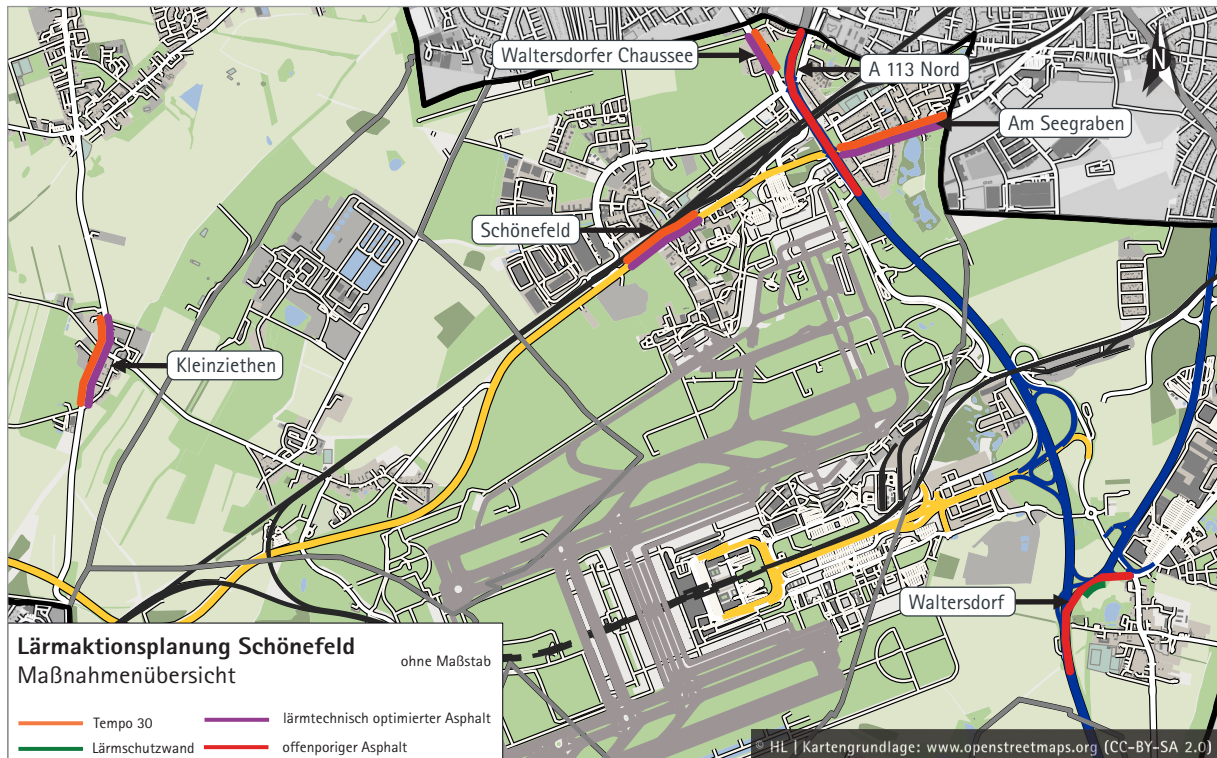 Waltersdorfer Chaussee
A 113 Nord
N
Am Seegraben
Schönefeld
Kleinziethen
Waltersdorf
Lärmaktionsplanung Schönefeld
Maßnahmenübersicht
ohne Maßstab
Tempo 30
lärmtechnisch optimierter Asphalt
Lärmschutzwand
offenporiger Asphalt
© HL | Kartengrundlage: www.openstreetmaps.org (CC-BY-SA 2.0)